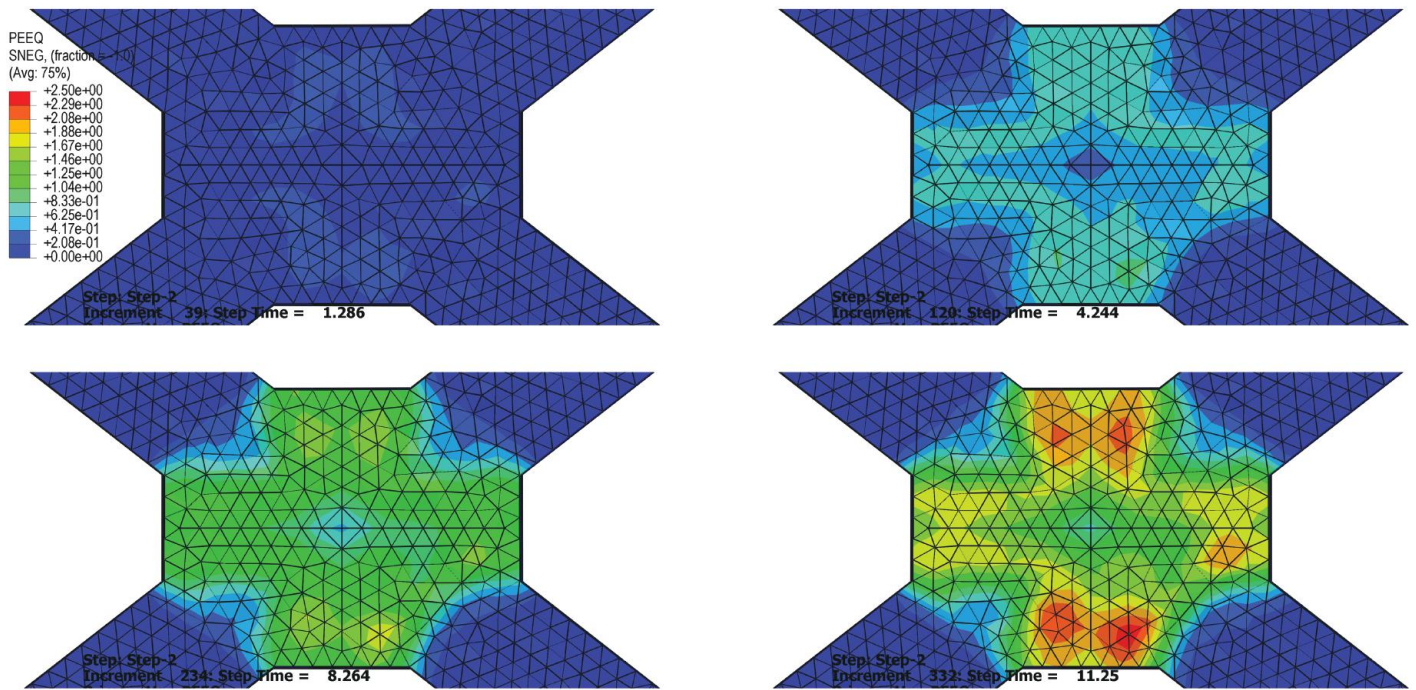 PEEQ
SNEG, (fraction = -1.0)
(Avg: 75%)
+2.50e+00
+2.29e+00
+2.08e+00
+1.88e+00
+1.67e+00
+1.46e+00
+1.25e+00
+1.04e+00
+8.33e-01
+6.25e-01
+4.17e-01
+2.08e-01
+0.00e+00
Step: Step-2
Increment 39: Step Time = 1.286
Step: Step-2
Increment 120: Step Time = 4.244
Step: Step-2
Increment 234: Step Time = 8.264
Step: Step-2
Increment 332: Step Time = 11.25